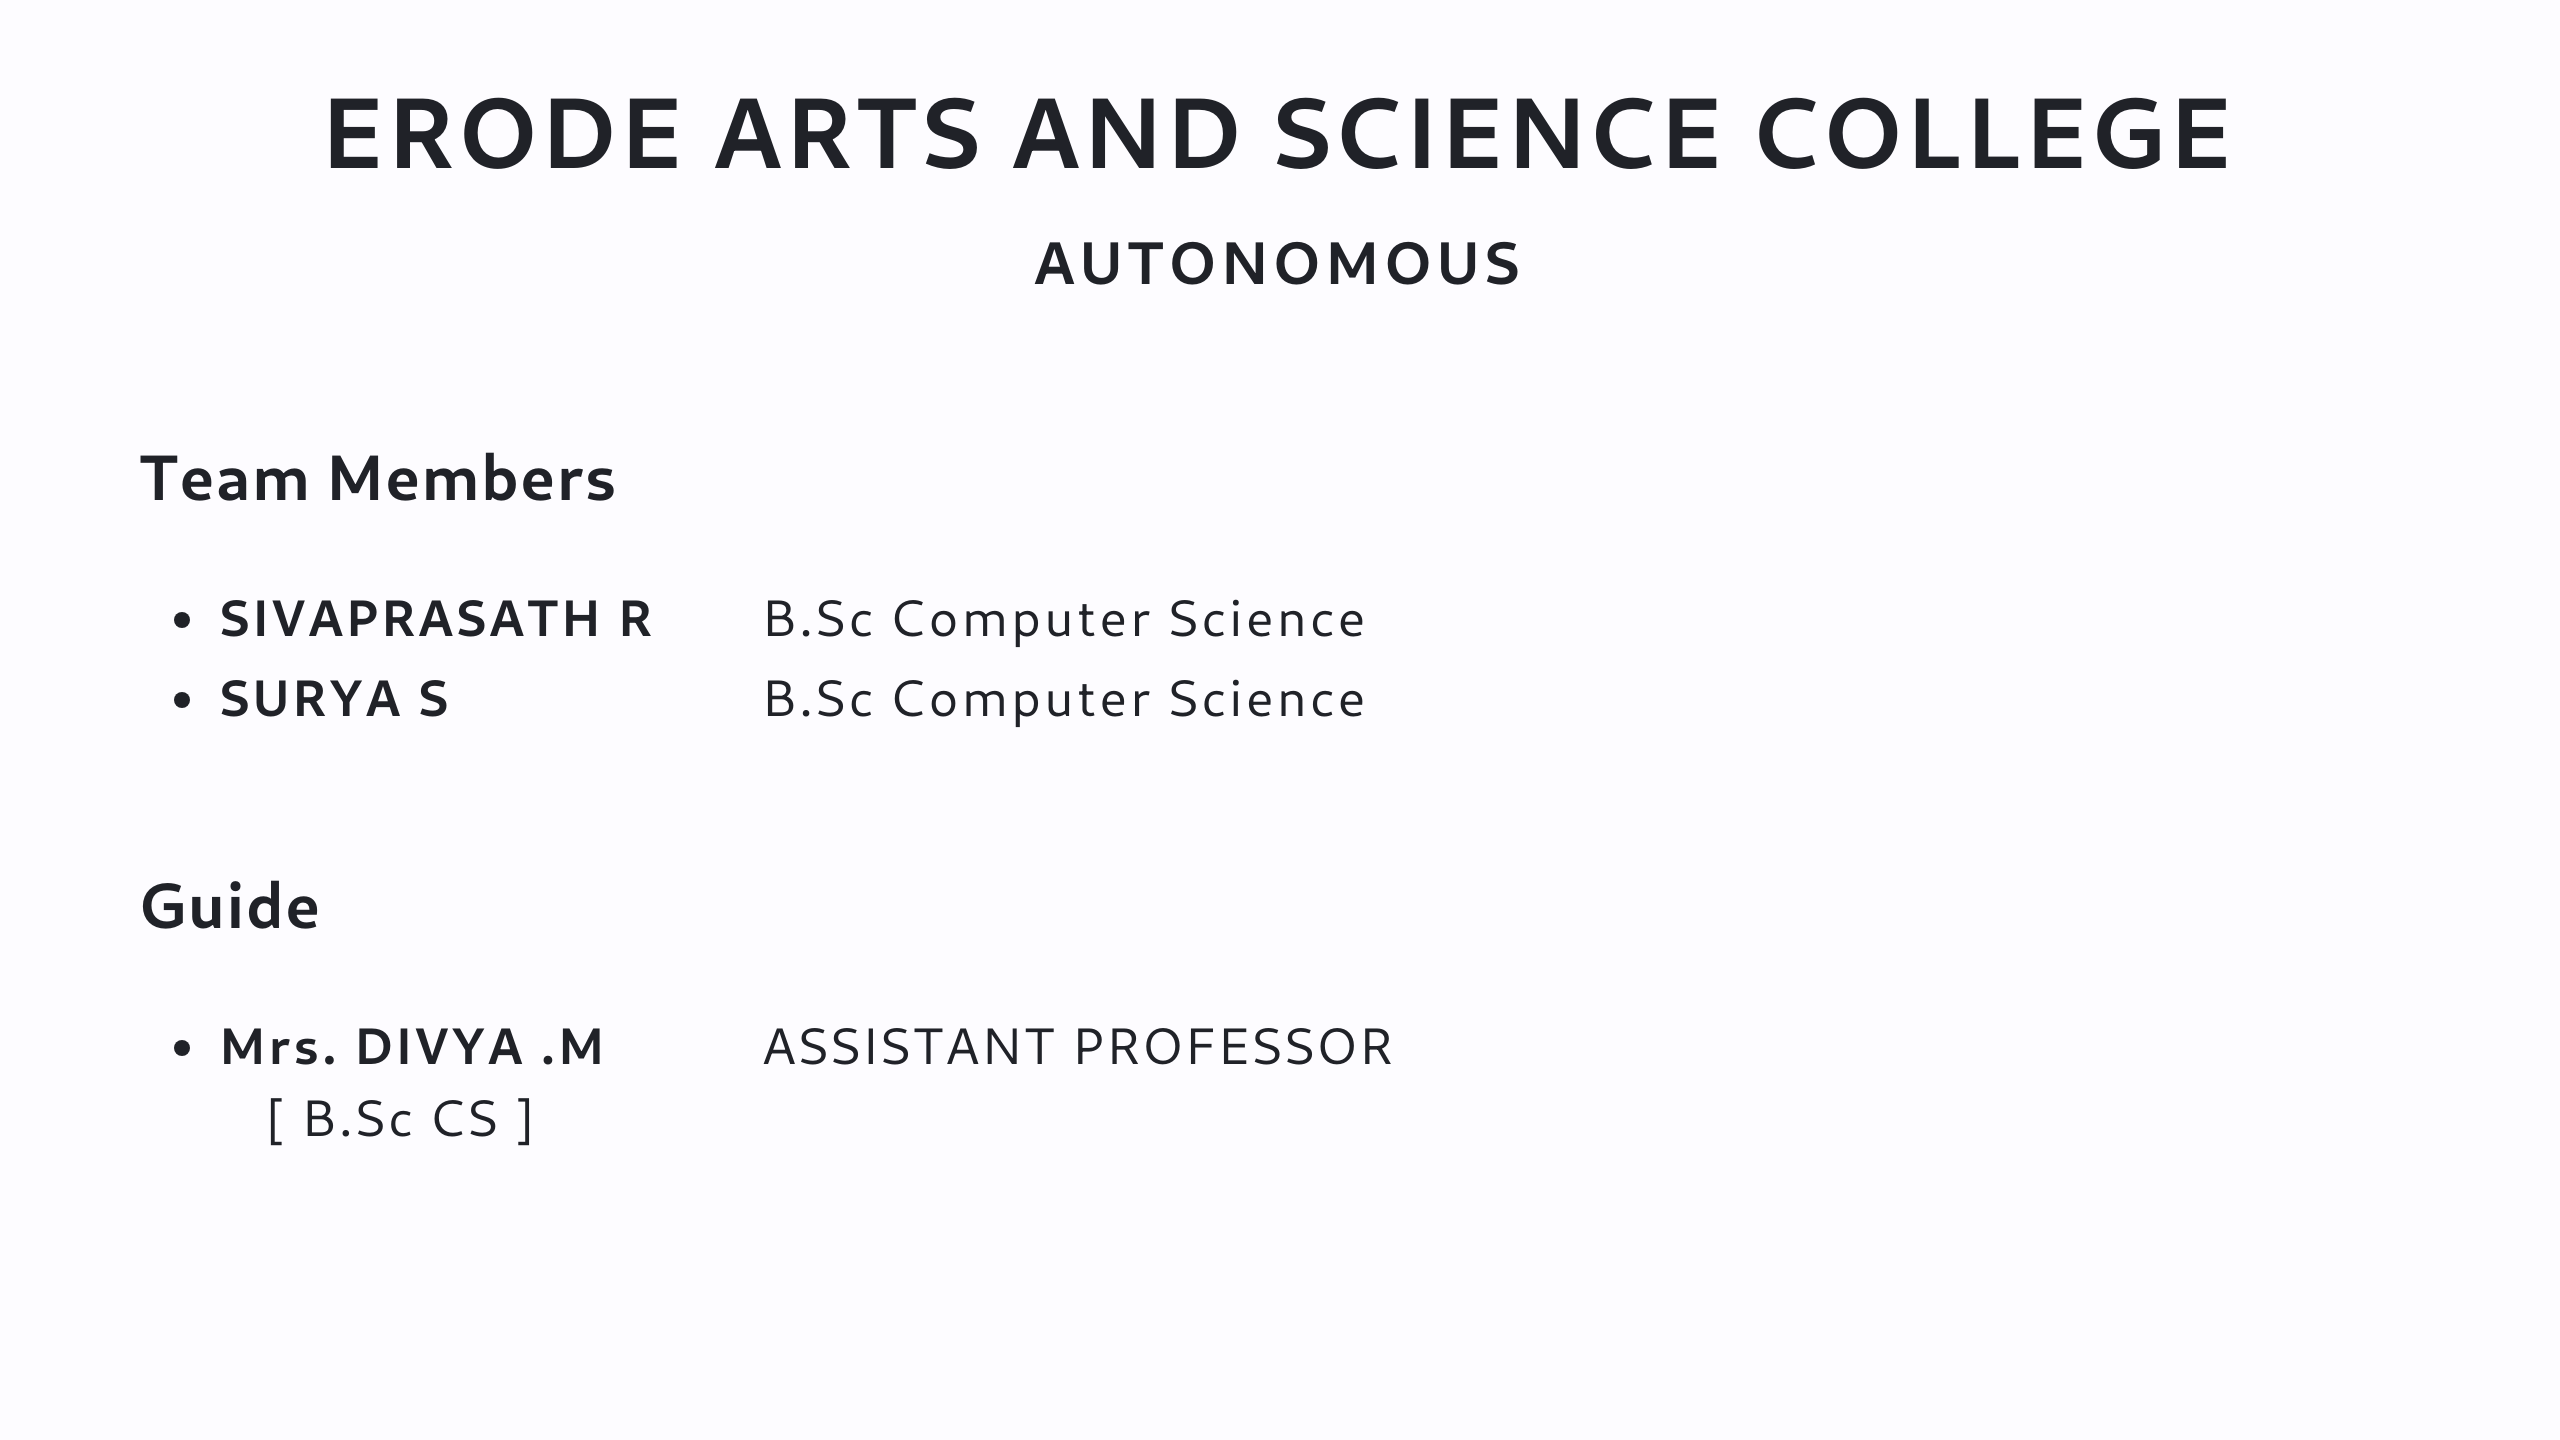 ERODE ARTS AND SCIENCE COLLEGE
AUTONOMOUS
Team Members
• SIVAPRASATH R B.Sc Computer Science
• SURYA S B.Sc Computer Science
Guide
• Mrs. DIVYA .M ASSISTANT PROFESSOR
[ B.Sc CS ]